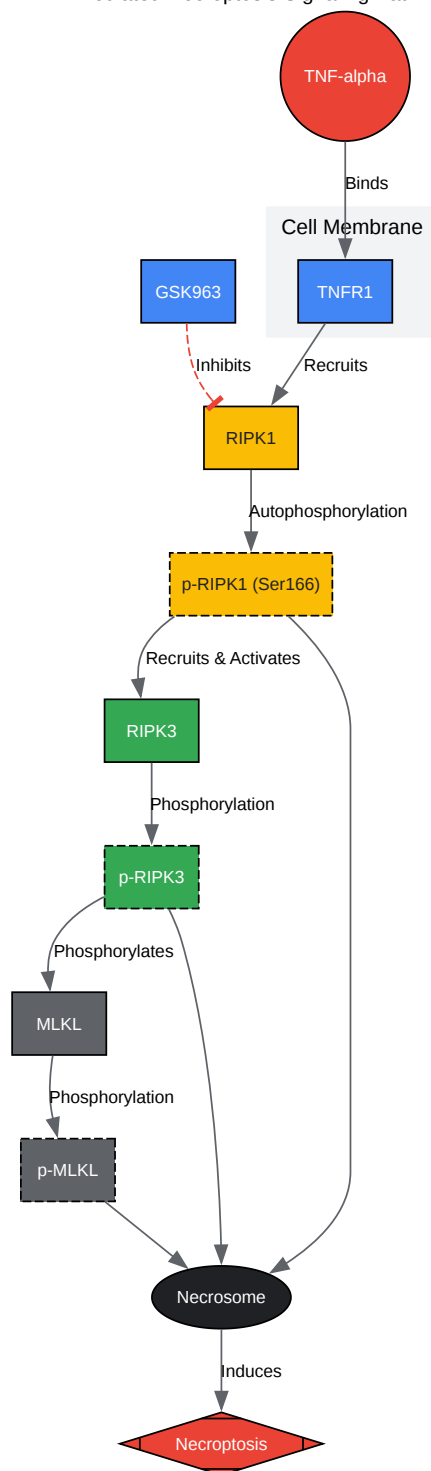 TNF-alpha
Binds
Cell Membrane
GSK963
TNFR1
Inhibits
Recruits
RIPK1
Autophosphorylation
p-RIPK1 (Ser166)
Recruits & Activates
RIPK3
Phosphorylation
p-RIPK3
Phosphorylates
MLKL
Phosphorylation
p-MLKL
Necrosome
Induces
Necroptosis